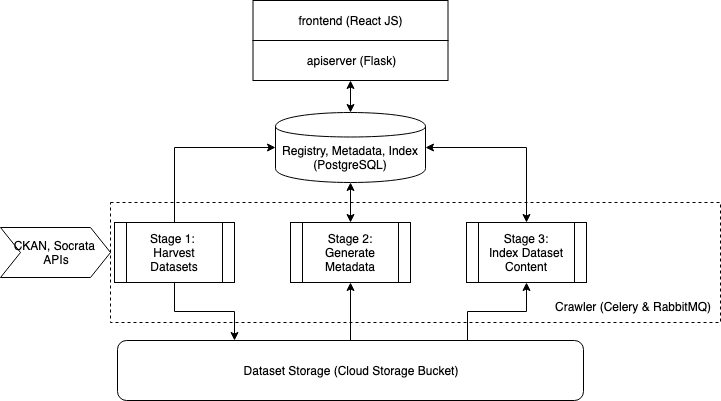 frontend (React JS)
apiserver (Flask)
Registry, Metadata, Index
(PostgreSQL)
CKAN, Socrata
APIs
Stage 1:
Harvest
Datasets
Stage 2:
Generate
Metadata
Stage 3:
Index Dataset
Content
Crawler (Celery & RabbitMQ)
Dataset Storage (Cloud Storage Bucket)